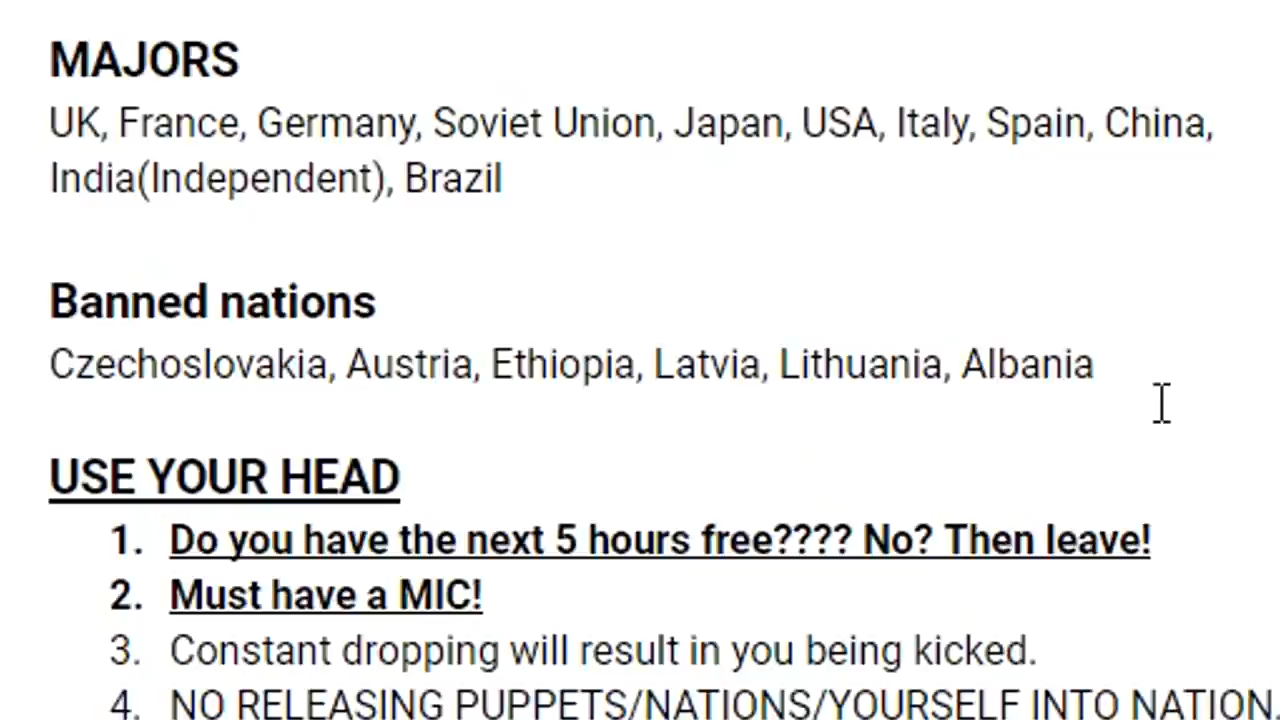 MAJORS
UK, France, Germany, Soviet Union, Japan, USA, Italy, Spain, China,
India(Independent), Brazil
Banned nations
Czechoslovakia, Austria, Ethiopia, Latvia, Lithuania, Albania
USE YOUR HEAD
1. Do you have the next 5 hours free???? No? Then leave!
2. Must have a MIC!
3. Constant dropping will result in you being kicked.
4. NO RELEASING PUPPETS/NATIONS/YOURSELF INTO NATION